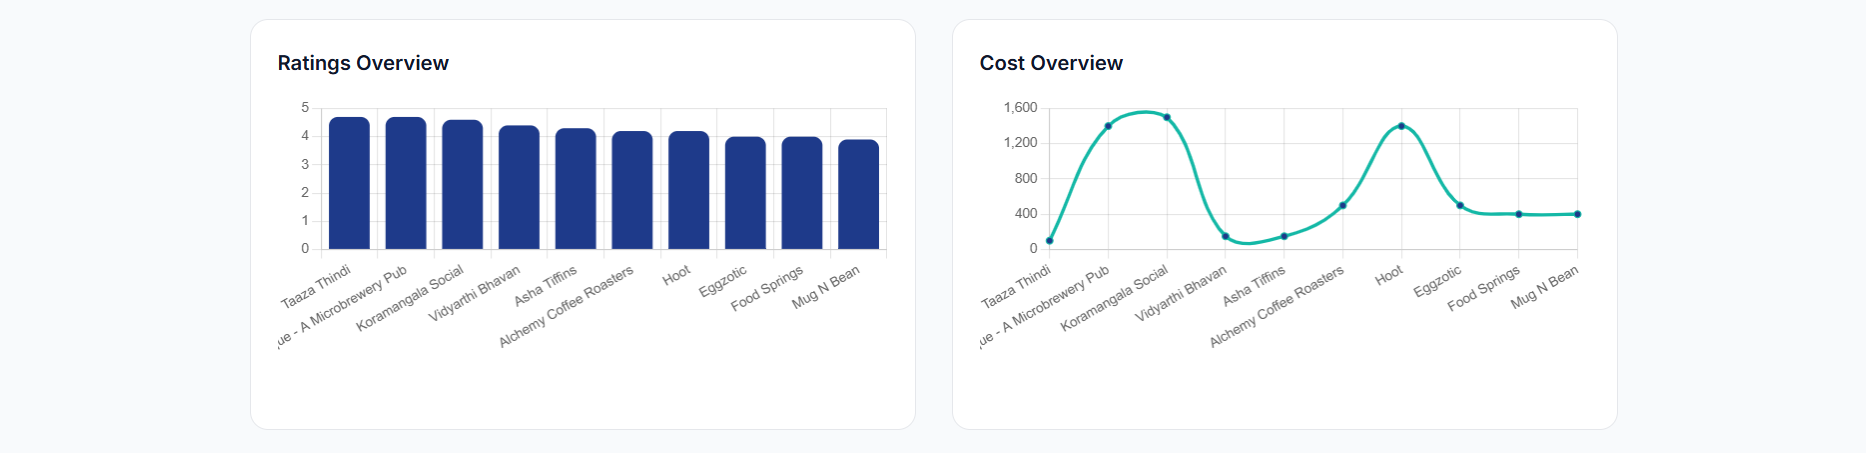 Ratings Overview
5
4
3
2
1
0
Taaza Thindi
ue - A Microbrewery Pub
Koramangala Social
Vidyarthi Bhavan
Asha Tiffins
Alchemy Coffee Roasters
Hoot
Eggzotic
Food Springs
Mug N Bean
Cost Overview
1,600
1,200
800
400
0
Taaza Thindi
ue - A Microbrewery Pub
Koramangala Social
Vidyarthi Bhavan
Asha Tiffins
Alchemy Coffee Roasters
Hoot
Eggzotic
Food Springs
Mug N Bean